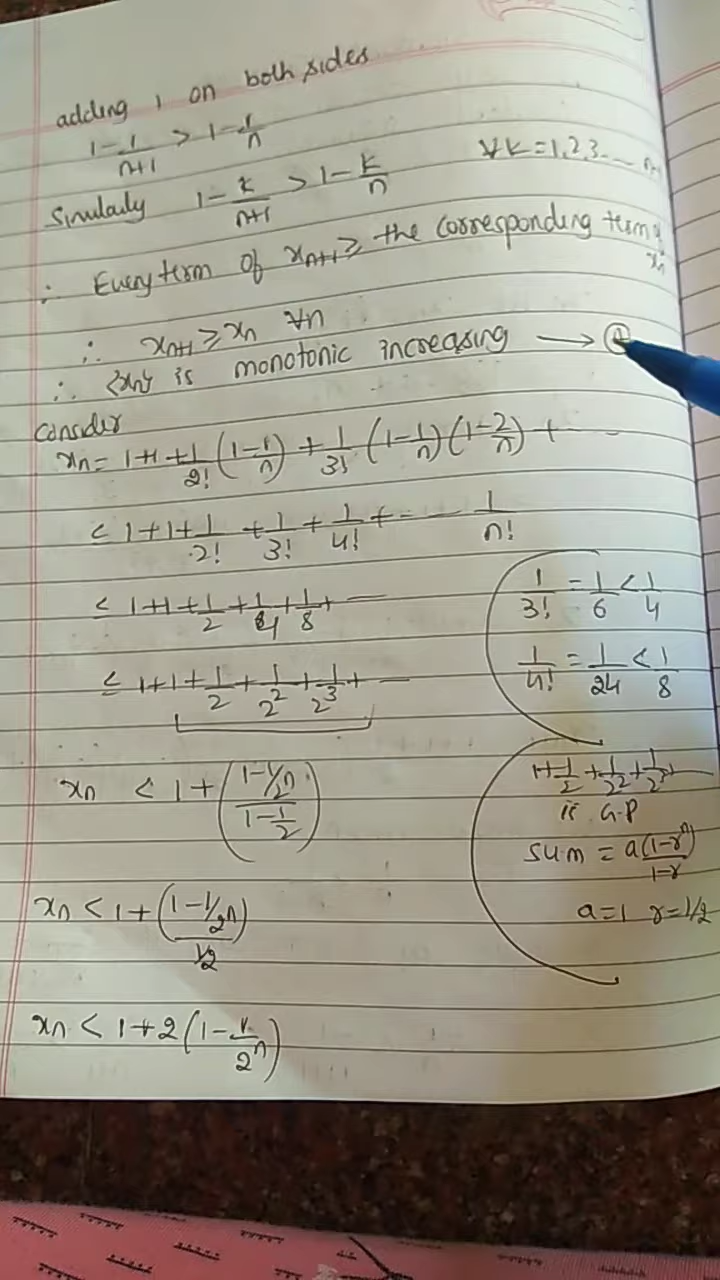 adding 1 on both sides
1-1/(n+1) > 1-1/n
Similarly 1-k/(n+1) > 1-k/n ∀k=1,2,3....
∴ Every term of x_{n+1} ≥ the corresponding term of x_n
∴ x_{n+1} ≥ x_n ∀n
∴ {x_n} is monotonic increasing →
Consider
x_n = 1+1+1/2!(1-1/n)+1/3!(1-1/n)(1-2/n)+ - - -
< 1+1+1/2!+1/3!+1/4!+ - - - 1/n!
≤ 1+1+1/2+1/4+1/8+ —
≤ 1+1+1/2+1/2²+1/2³+ —
1/3! = 1/6 < 1/4
1/4! = 1/24 < 1/8
x_n < 1+((1-1/2^n)/(1-1/2))
x_n < 1+((1-1/2^n)/(1/2))
x_n < 1+2(1-1/2^n)
1+1/2+1/2²+1/2³+
is G.P
sum = a(1-r^n)/(1-r)
a=1 r=1/2